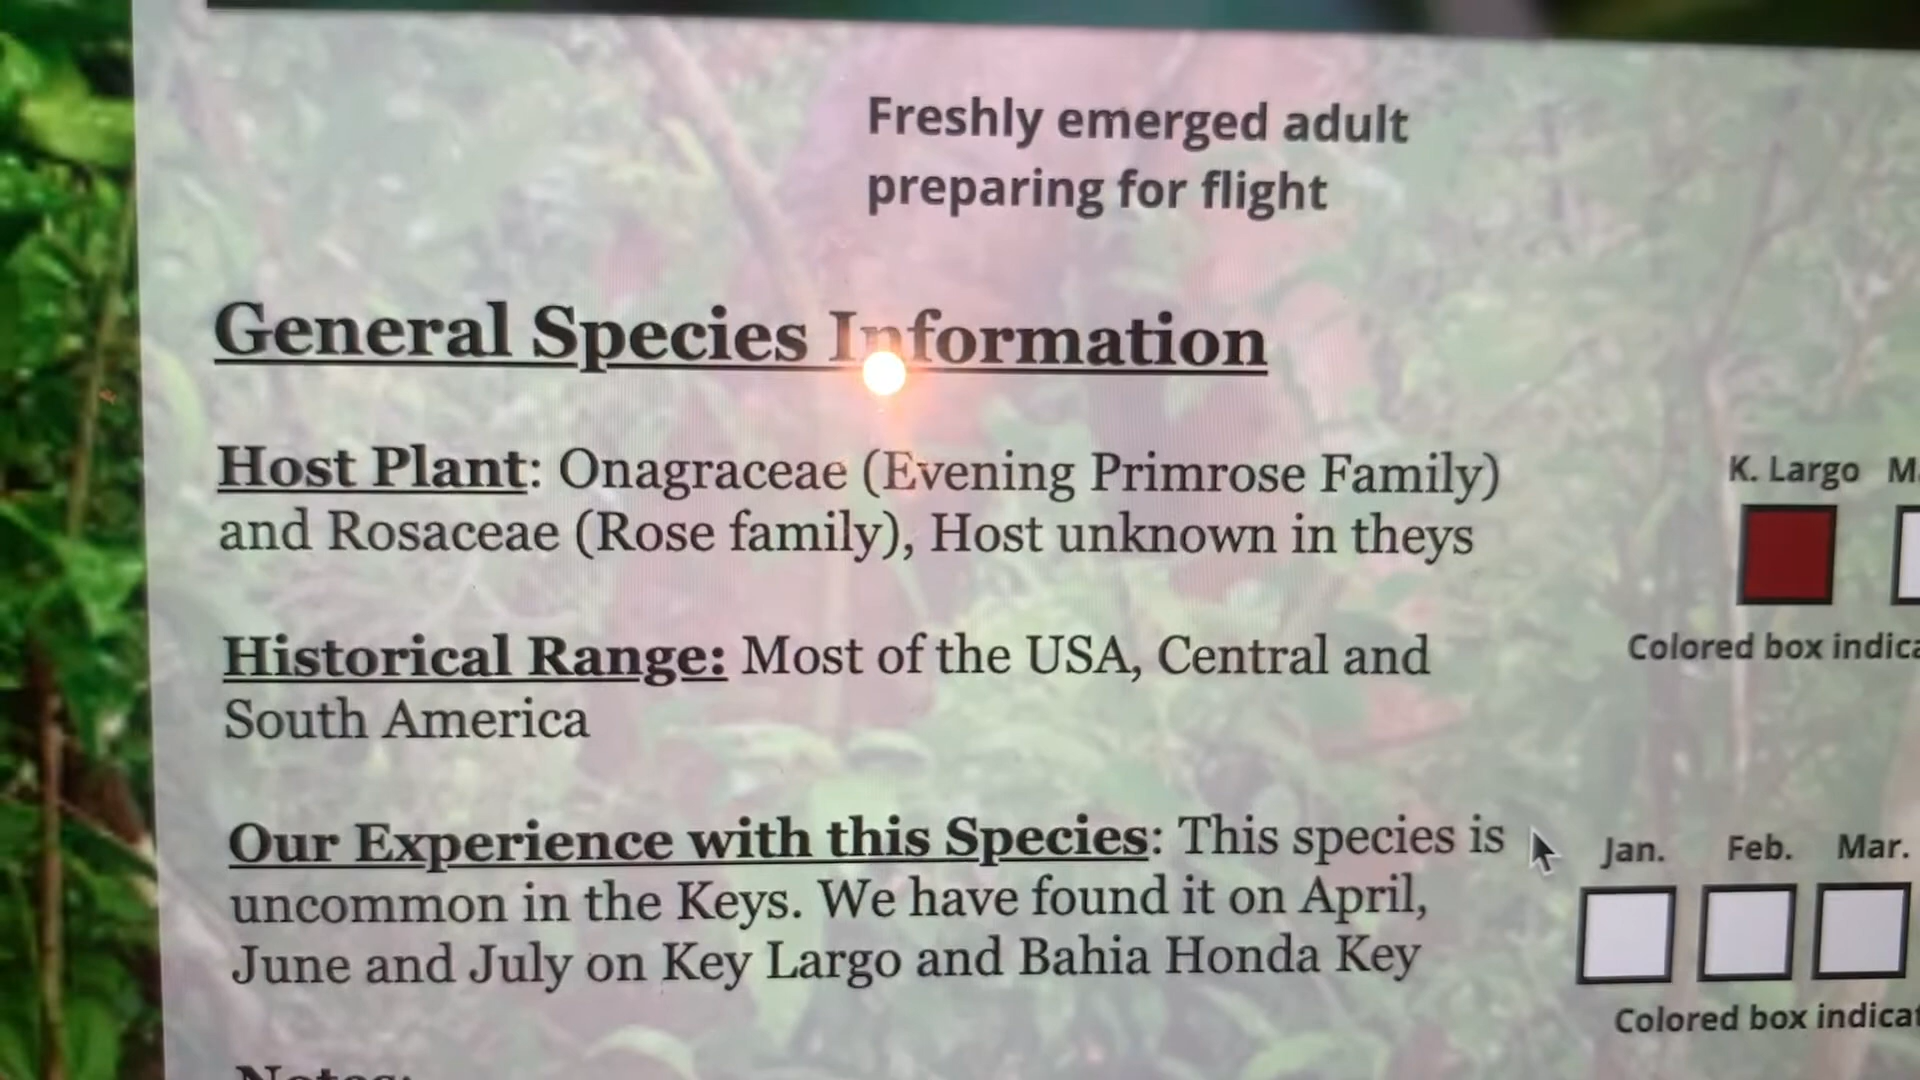 Freshly emerged adult
preparing for flight
General Species Information
Host Plant: Onagraceae (Evening Primrose Family)
and Rosaceae (Rose family), Host unknown in theys
K. Largo
Colored box
Historical Range: Most of the USA, Central and
South America
Our Experience with this Species: This species is
uncommon in the Keys. We have found it on April,
June and July on Key Largo and Bahia Honda Key
Jan. Feb. Mar.
Colored box
Notes: